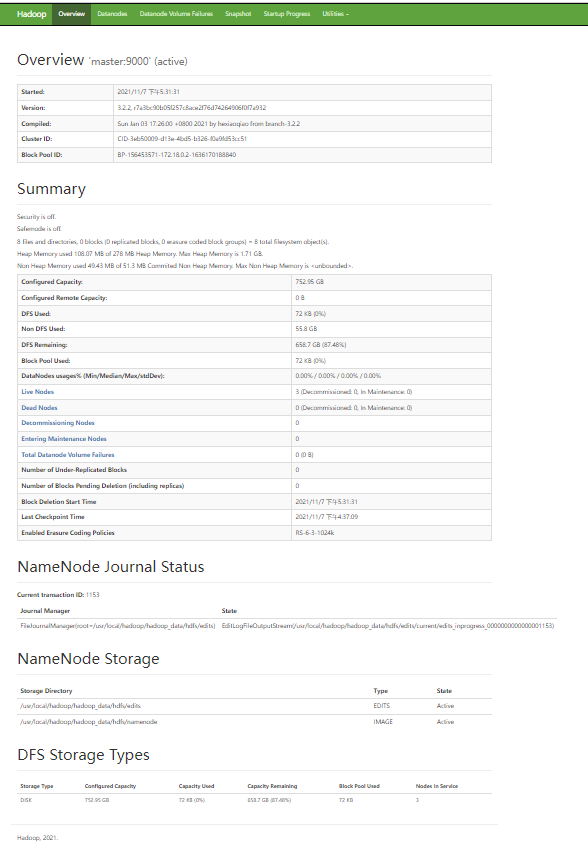 Hadoop Overview Datanodes Datanode Volume Failures Snapshot Startup Progress Utilities
Overview 'master:9000' (active)
Started: 2021/11/7 下午5:31:31
Version: 3.2.2, r7a3bc90b05f257c8ace2f76d74264906f0f7a932
Compiled: Sun Jan 03 17:26:00 +0800 2021 by hexiaoqiao from branch-3.2.2
Cluster ID: CID-3eb50009-d13e-4bd5-b326-f0a9fd53cc51
Block Pool ID: BP-156453571-172.18.0.2-1636170188840
Summary
Security is off.
Safemode is off.
8 files and directories, 0 blocks (0 replicated blocks, 0 erasure coded block groups) = 8 total filesystem object(s).
Heap Memory used 108.07 MB of 278 MB Heap Memory. Max Heap Memory is 1.71 GB.
Non Heap Memory used 49.43 MB of 51.3 MB Commited Non Heap Memory. Max Non Heap Memory is <unbounded>.
Configured Capacity: 752.95 GB
Configured Remote Capacity: 0 B
DFS Used: 72 KB (0%)
Non DFS Used: 55.8 GB
DFS Remaining: 658.7 GB (87.48%)
Block Pool Used: 72 KB (0%)
DataNodes usages% (Min/Median/Max/stdDev): 0.00% / 0.00% / 0.00% / 0.00%
Live Nodes 3 (Decommissioned: 0, In Maintenance: 0)
Dead Nodes 0 (Decommissioned: 0, In Maintenance: 0)
Decommissioning Nodes 0
Entering Maintenance Nodes 0
Total Datanode Volume Failures 0 (0 B)
Number of Under-Replicated Blocks 0
Number of Blocks Pending Deletion (including replicas) 0
Block Deletion Start Time 2021/11/7 下午5:31:31
Last Checkpoint Time 2021/11/7 下午4:37:09
Enabled Erasure Coding Policies RS-6-3-1024k
NameNode Journal Status
Current transaction ID: 1153
Journal Manager State
FileJournalManager(root=/usr/local/hadoop/hadoop_data/hdfs/edits) EditLogFileOutputStream(/usr/local/hadoop/hadoop_data/hdfs/edits/current/edits_inprogress_0000000000000001153)
NameNode Storage
Storage Directory Type State
/usr/local/hadoop/hadoop_data/hdfs/edits EDITS Active
/usr/local/hadoop/hadoop_data/hdfs/namenode IMAGE Active
DFS Storage Types
Storage Type Configured Capacity Capacity Used Capacity Remaining Block Pool Used Nodes In Service
DISK 752.95 GB 72 KB (0%) 658.7 GB (87.48%) 72 KB 3
Hadoop, 2021.